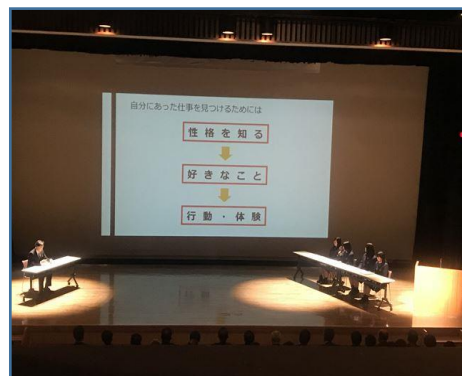 自分にあった仕事を見つけるためには
性格を知る
好きなこと
行動・体験